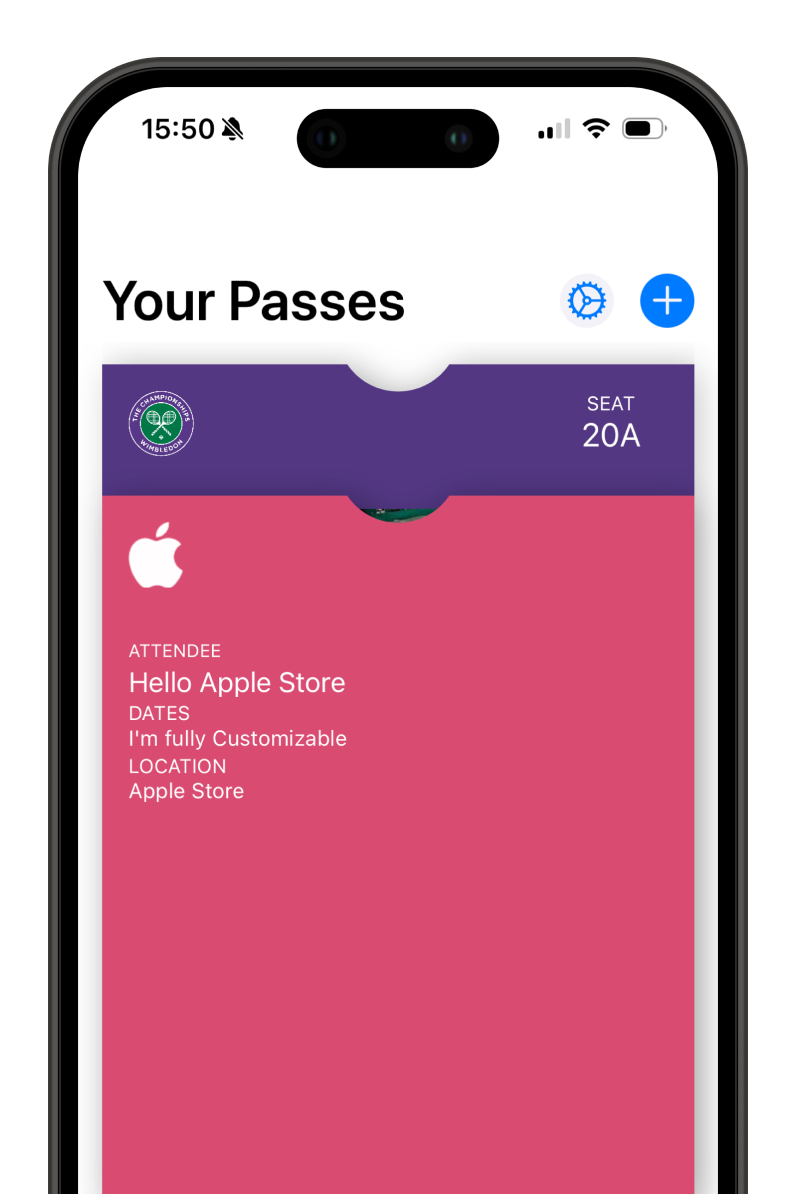 15:50
Your Passes
THE CHAMPIONSHIPS
WIMBLEDON
SEAT
20A
ATTENDEE
Hello Apple Store
DATES
I'm fully Customizable
LOCATION
Apple Store